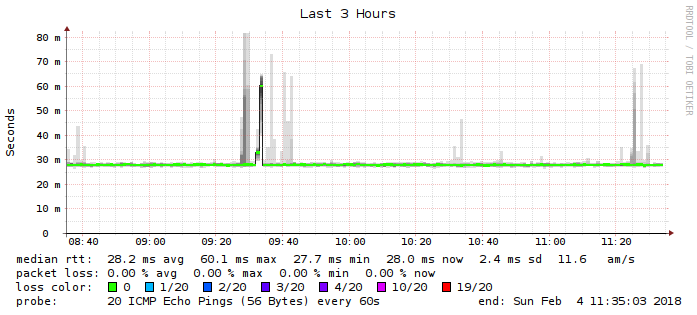 Last 3 Hours
RRDTOOL / TOBI OETIKER
Seconds
80 m
70 m
60 m
50 m
40 m
30 m
20 m
10 m
0
08:40 09:00 09:20 09:40 10:00 10:20 10:40 11:00 11:20
median rtt: 28.2 ms avg 60.1 ms max 27.7 ms min 28.0 ms now 2.4 ms sd 11.6 am/s
packet loss: 0.00 % avg 0.00 % max 0.00 % min 0.00 % now
loss color: 0 1/20 2/20 3/20 4/20 10/20 19/20
probe: 20 ICMP Echo Pings (56 Bytes) every 60s end: Sun Feb 4 11:35:03 2018